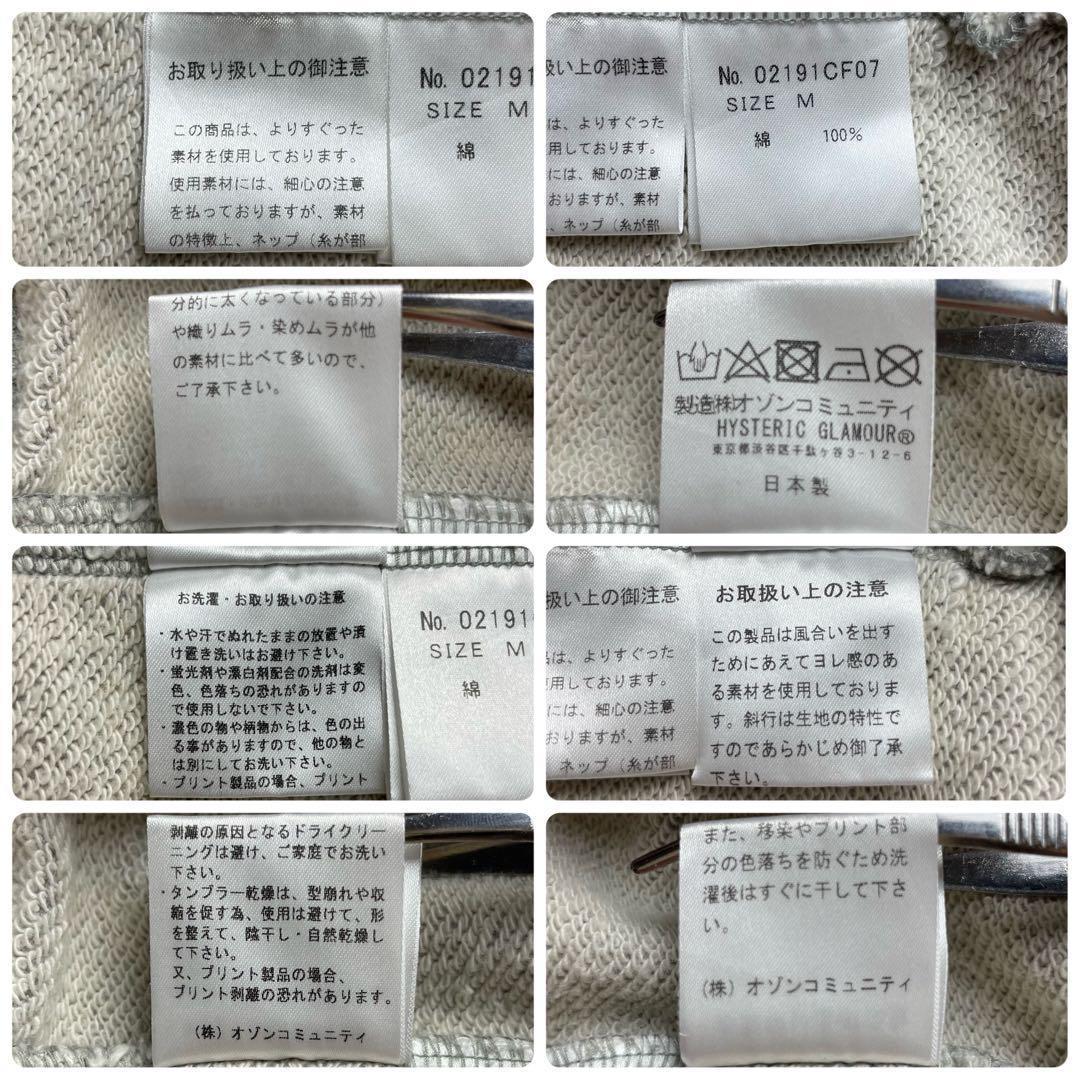 お取り扱い上の御注意
この商品は、よりすぐった
素材を使用しております。
使用素材には、細心の注意
を払っておりますが、素材
の特徴上、ネップ（糸が部
No. 02191
SIZE M
綿
扱い上の御注意
は、よりすぐった
用しております。
には、細心の注意
おりますが、素材
、ネップ（糸が部
No. 02191CF07
SIZE M
綿 100%
分的に太くなっている部分）
や織りムラ・染めムラが他
の素材に比べて多いので、
ご了承下さい。
製造㈱オゾンコミュニティ
HYSTERIC GLAMOUR®
東京都渋谷区千駄ヶ谷3-12-6
日本製
お洗濯・お取り扱いの注意
・水や汗でぬれたままの放置や漬
け置き洗いはお避け下さい。
・蛍光剤や漂白剤配合の洗剤は変
色、色落ちの恐れがありますの
で使用しないで下さい。
・濃色の物や柄物からは、色の出
る事がありますので、他の物と
は別にしてお洗い下さい。
・プリント製品の場合、プリント
No. 02191
SIZE M
綿
扱い上の御注意
は、よりすぐった
用しております。
には、細心の注意
おりますが、素材
ネップ（糸が部
お取扱い上の注意
この製品は風合いを出す
ためにあえてヨレ感のあ
る素材を使用しておりま
す。斜行は生地の特性で
すのであらかじめ御了承
下さい。
剥離の原因となるドライクリー
ニングは避け、ご家庭でお洗い
下さい。
・タンブラー乾燥は、型崩れや収
縮を促す為、使用は避けて、形
を整えて、陰干し・自然乾燥し
て下さい。
又、プリント製品の場合、
プリント剥離の恐れがあります。
（株）オゾンコミュニティ
また、移染やプリント部
分の色落ちを防ぐため洗
濯後はすぐに干して下さ
い。
（株）オゾンコミュニティ